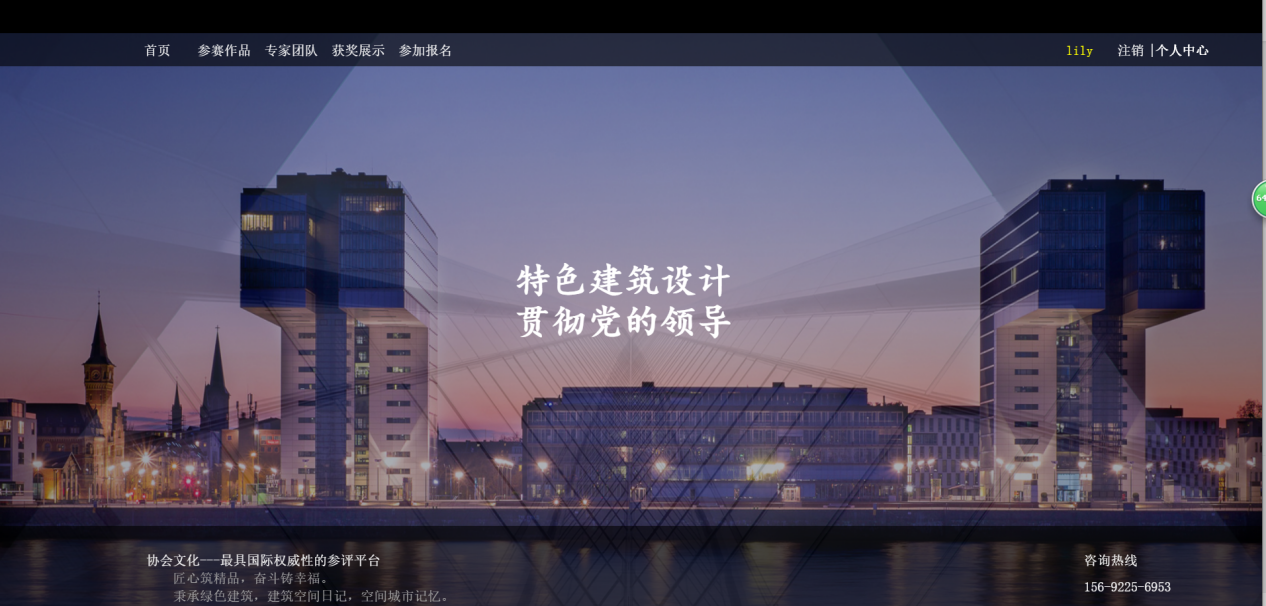 首页 参赛作品 专家团队 获奖展示 参加报名 lily 注销 |个人中心
特色建筑设计
贯彻党的领导
协会文化---最具国际权威性的参评平台 咨询热线
匠心筑精品，奋斗铸幸福。
156-9225-6953
秉承绿色建筑，建筑空间日记，空间城市记忆。